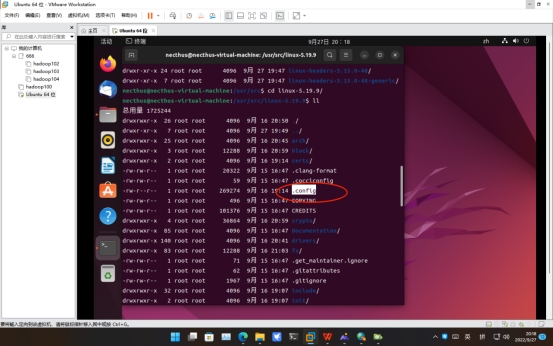 Ubuntu 64 位 - VMware Workstation
文件(F) 编辑(E) 查看(V) 虚拟机(M) 选项卡(T) 帮助(H)
库
在此处键入内容进行搜索
我的计算机
666
hadoop102
hadoop103
hadoop104
hadoop100
Ubuntu 64 位
主页
Ubuntu 64 位
终端
9月27日 20:18
zh
necthus@necthus-virtual-machine: /usr/src/linux-5.19.9
drwxr-xr-x 24 root root 4096 9月 27 19:47 linux-headers-5.15.0-48/
drwxr-xr-x 7 root root 4096 9月 27 19:47 linux-headers-5.15.0-48-generic/
necthus@necthus-virtual-machine:/usr/src$ cd linux-5.19.9/
necthus@necthus-virtual-machine:/usr/src/linux-5.19.9$ ll
总用量 1725244
drwxrwxr-x 26 root root 4096 9月 16 20:50 ./
drwxr-xr-x 7 root root 4096 9月 27 19:49 ../
drwxrwxr-x 25 root root 4096 9月 16 20:45 arch/
drwxrwxr-x 3 root root 12288 9月 16 20:59 block/
drwxrwxr-x 2 root root 4096 9月 16 19:14 certs/
-rw-rw-r-- 1 root root 20322 9月 15 16:47 .clang-format
-rw-rw-r-- 1 root root 59 9月 15 16:47 .cocciconfig
-rw-r--r-- 1 root root 269274 9月 16 19:14 .config
-rw-rw-r-- 1 root root 496 9月 15 16:47 COPYING
-rw-rw-r-- 1 root root 101376 9月 15 16:47 CREDITS
drwxrwxr-x 4 root root 36864 9月 16 20:59 crypto/
drwxrwxr-x 85 root root 4096 9月 15 16:47 Documentation/
drwxrwxr-x 140 root root 4096 9月 16 20:41 drivers/
drwxrwxr-x 83 root root 12288 9月 16 21:03 fs/
-rw-rw-r-- 1 root root 71 9月 15 16:47 .get_maintainer.ignore
-rw-rw-r-- 1 root root 62 9月 15 16:47 .gitattributes
-rw-rw-r-- 1 root root 1967 9月 15 16:47 .gitignore
drwxrwxr-x 32 root root 4096 9月 16 19:07 include/
drwxrwxr-x 2 root root 4096 9月 16 19:07 init/
要将输入定向到该虚拟机，请将鼠标指针移入其中或按 Ctrl+G。
英
拼
20:18
2022/9/27